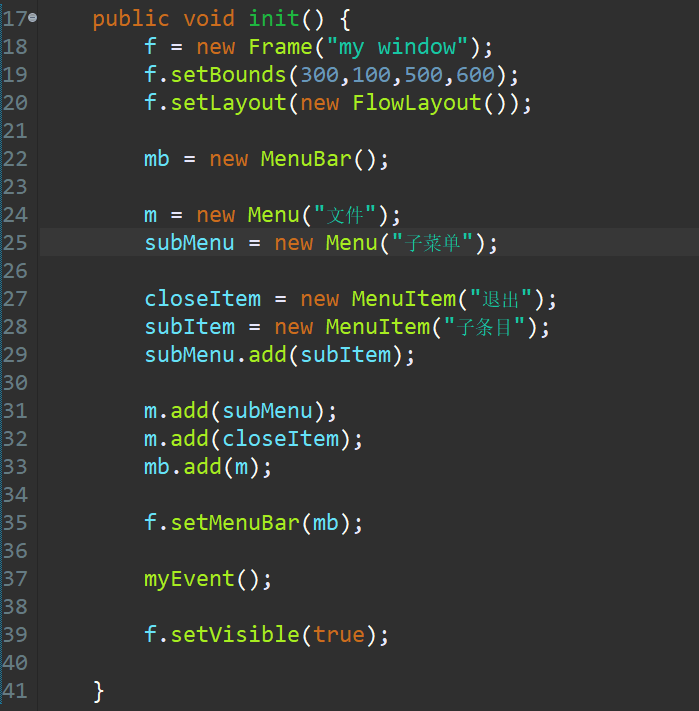 17 public void init() {
18 f = new Frame("my window");
19 f.setBounds(300,100,500,600);
20 f.setLayout(new FlowLayout());
21
22 mb = new MenuBar();
23
24 m = new Menu("文件");
25 subMenu = new Menu("子菜单");
26
27 closeItem = new MenuItem("退出");
28 subItem = new MenuItem("子条目");
29 subMenu.add(subItem);
30
31 m.add(subMenu);
32 m.add(closeItem);
33 mb.add(m);
34
35 f.setMenuBar(mb);
36
37 myEvent();
38
39 f.setVisible(true);
40
41 }